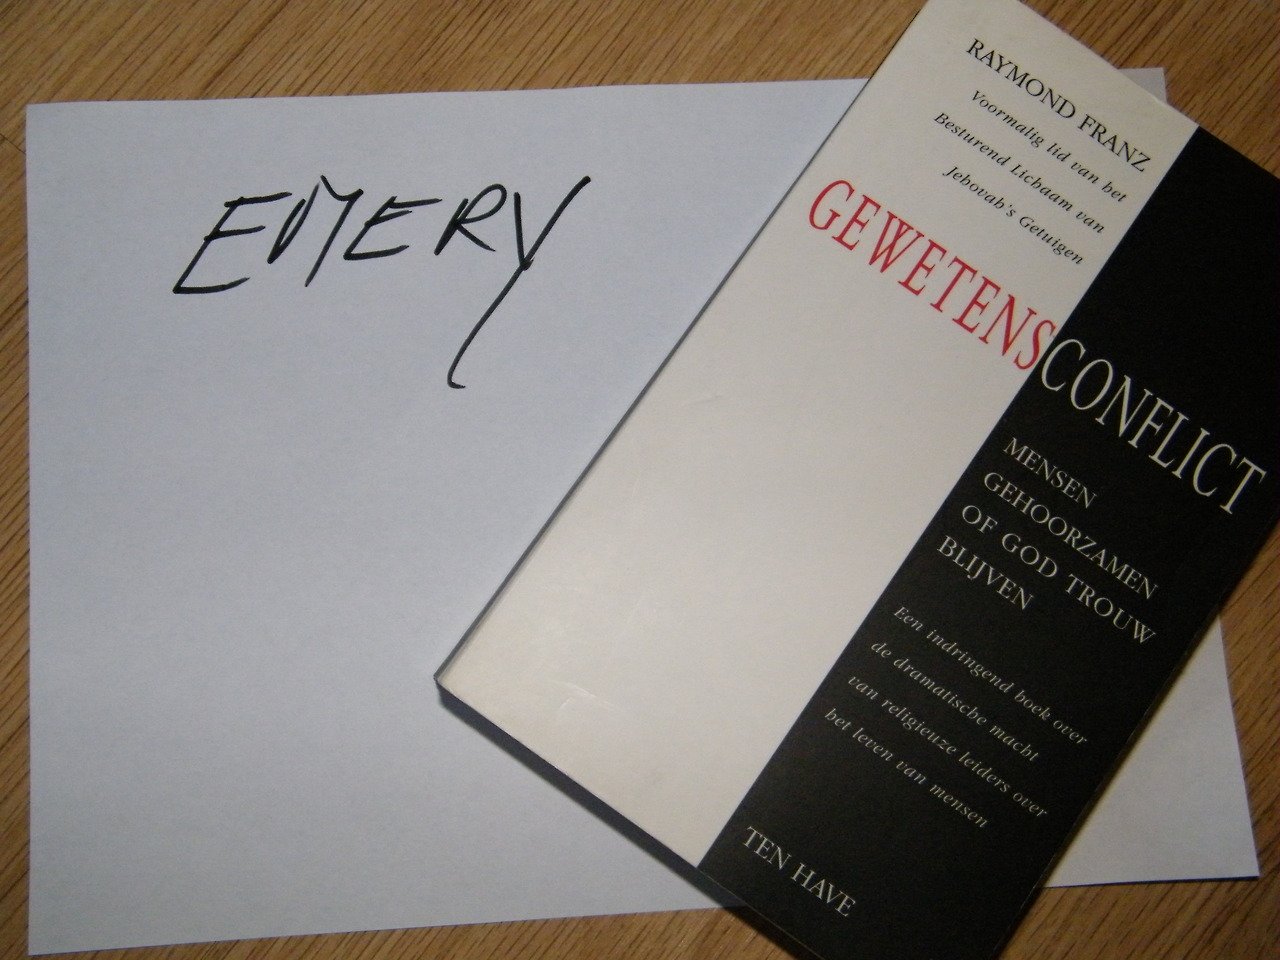 EMERY
RAYMOND FRANZ
Voormalig lid van het
Besturend Lichaam van
Jehovah's Getuigen
GEWETENSCONFLICT
MENSEN
GEHOORZAMEN
OF GOD TROUW
BLIJVEN
Een indringend boek over
de dramatische macht
van religieuze leiders over
het leven van mensen
TEN HAVE